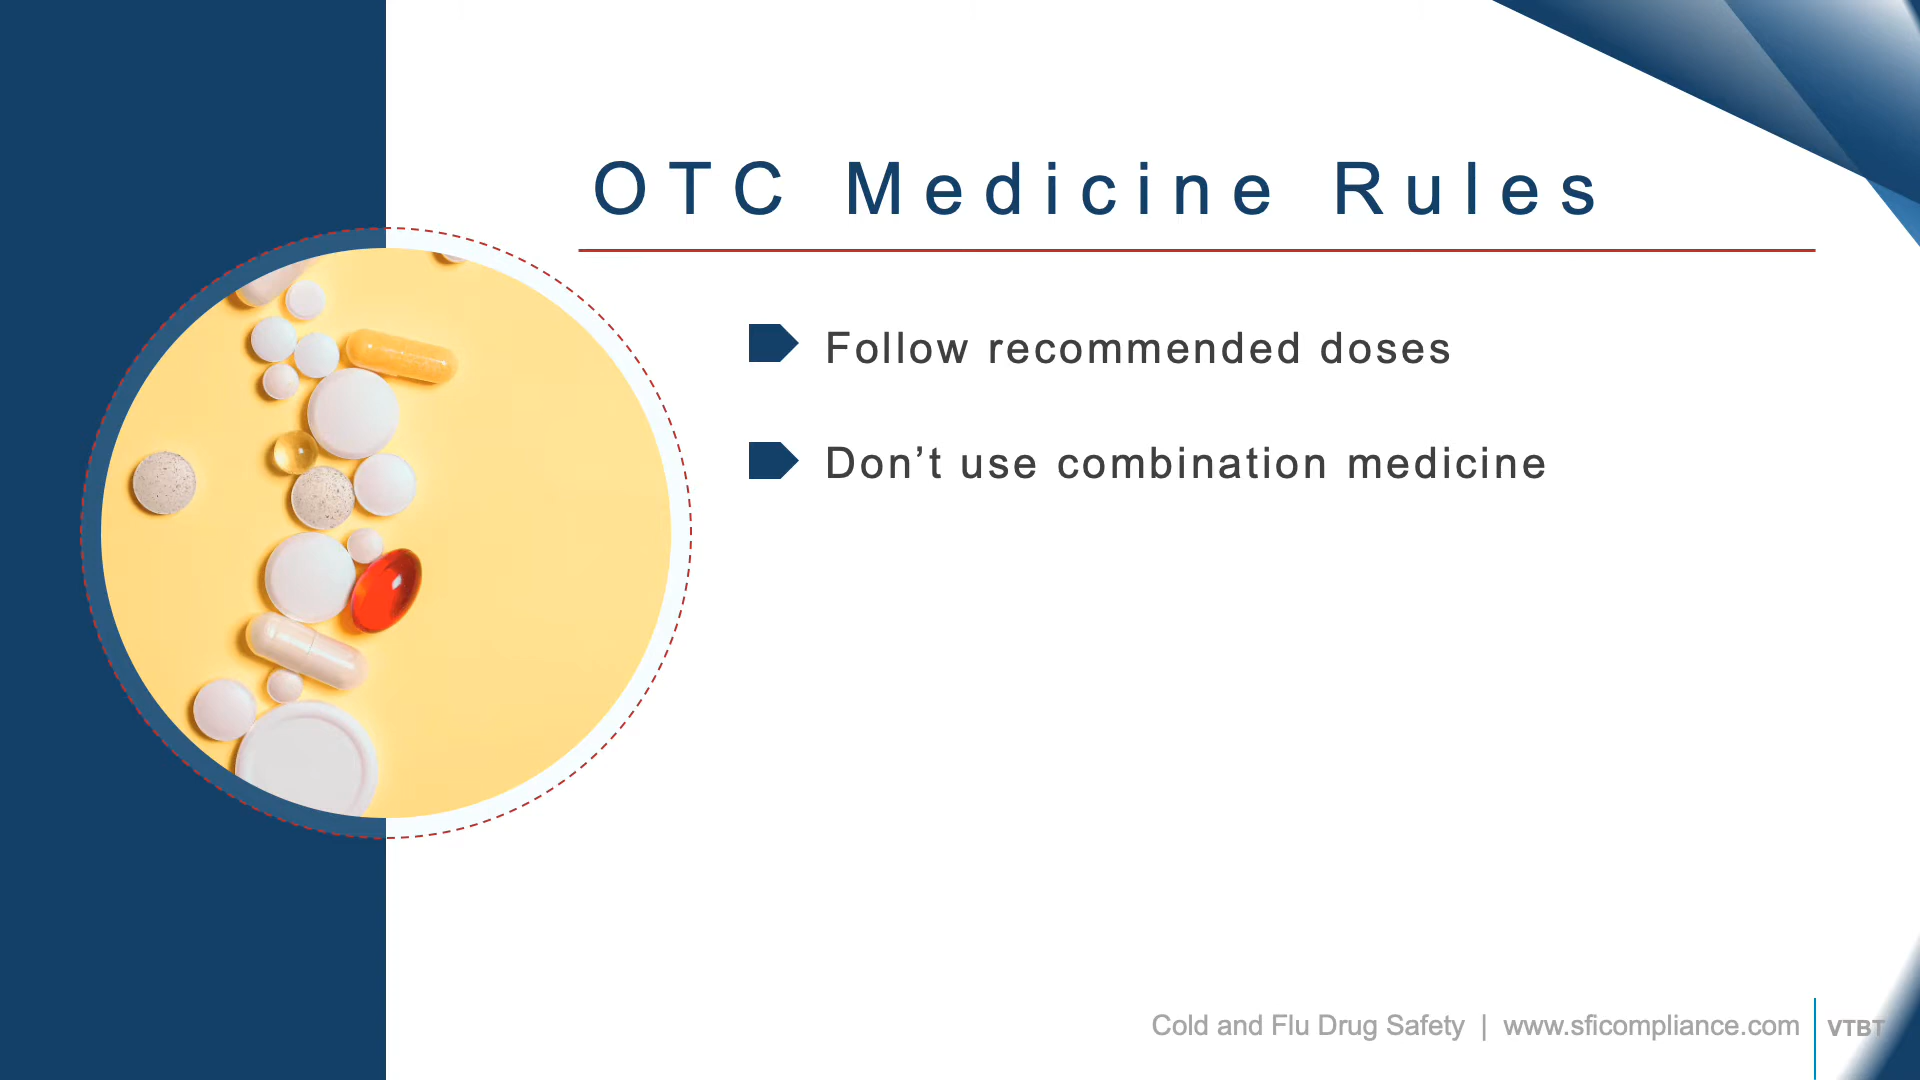 OTC Medicine Rules
Follow recommended doses
Don’t use combination medicine
Cold and Flu Drug Safety | www.sficompliance.com
VTBT